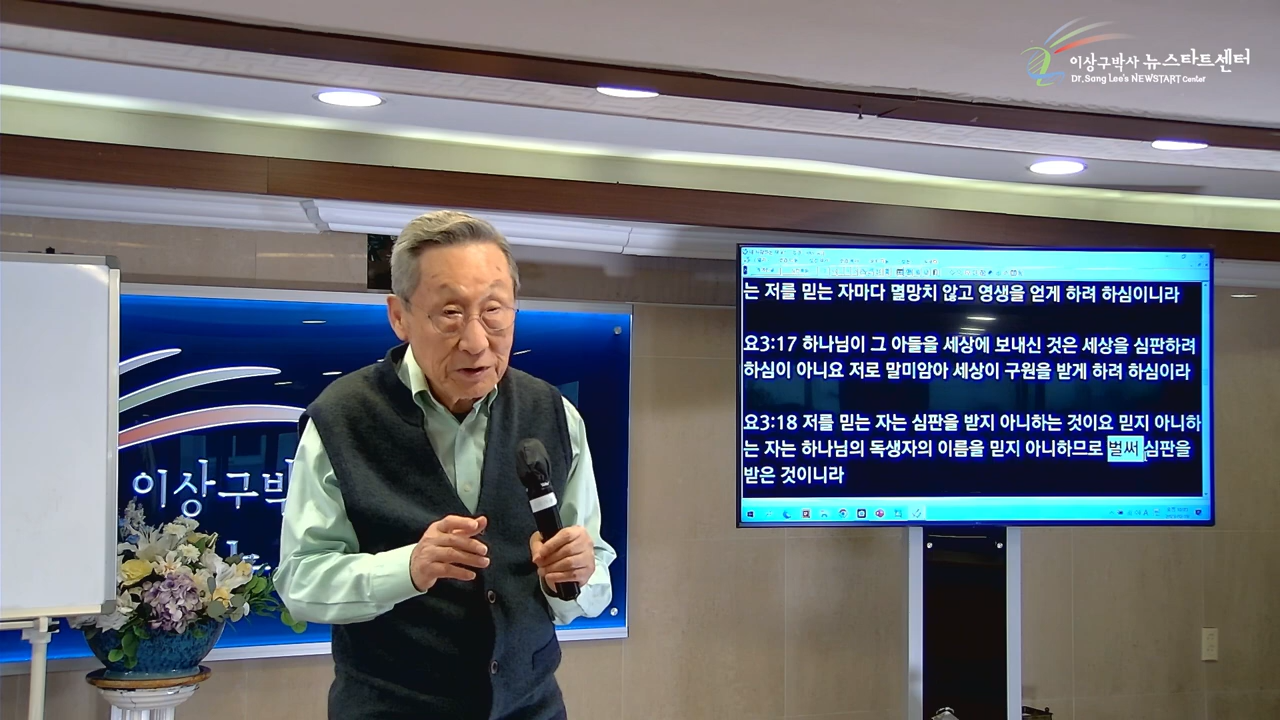 이상구박사 뉴스타트센터
Dr. Sang Lee's NEWSTART Center
는 저를 믿는 자마다 멸망치 않고 영생을 얻게 하려 하심이니라
요3:17 하나님이 그 아들을 세상에 보내신 것은 세상을 심판하려
하심이 아니요 저로 말미암아 세상이 구원을 받게 하려 하심이라
요3:18 저를 믿는 자는 심판을 받지 아니하는 것이요 믿지 아니하
는 자는 하나님의 독생자의 이름을 믿지 아니하므로 벌써 심판을
받은 것이니라
이상구